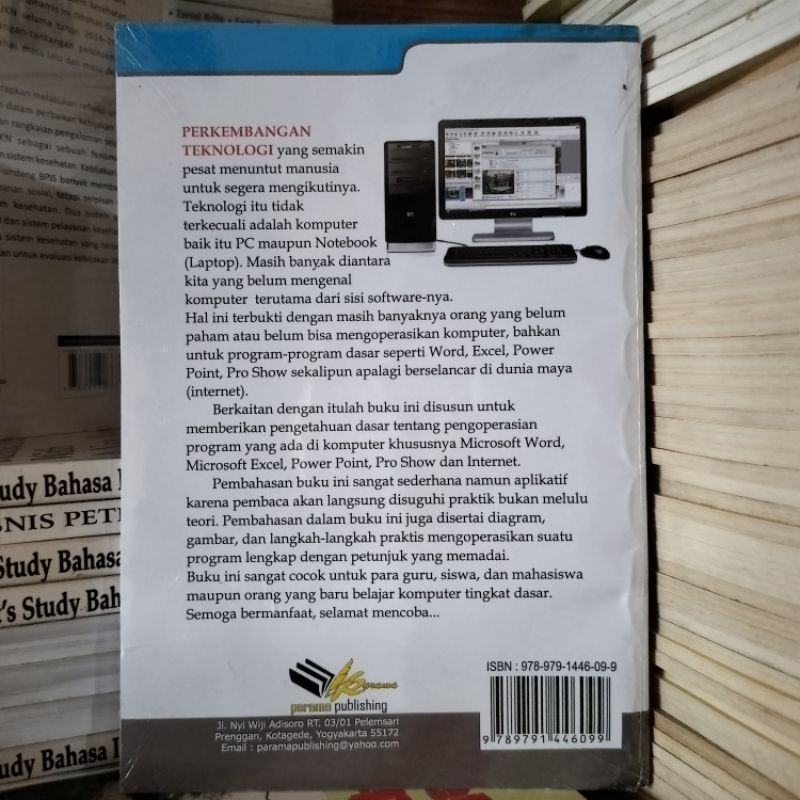 PERKEMBANGAN
TEKNOLOGI yang semakin
pesat menuntut manusia
untuk segera mengikutinya.
Teknologi itu tidak
terkecuali adalah komputer
baik itu PC maupun Notebook
(Laptop). Masih banyak diantara
kita yang belum mengenal
komputer terutama dari sisi software-nya.
Hal ini terbukti dengan masih banyaknya orang yang belum
paham atau belum bisa mengoperasikan komputer, bahkan
untuk program-program dasar seperti Word, Excel, Power
Point, Pro Show sekalipun apalagi berselancar di dunia maya
(internet).
Berkaitan dengan itulah buku ini disusun untuk
memberikan pengetahuan dasar tentang pengoperasian
program yang ada di komputer khususnya Microsoft Word,
Microsoft Excel, Power Point, Pro Show dan Internet.
Pembahasan buku ini sangat sederhana namun aplikatif
karena pembaca akan langsung disuguhi praktik bukan melulu
teori. Pembahasan dalam buku ini juga disertai diagram,
gambar, dan langkah-langkah praktis mengoperasikan suatu
program lengkap dengan petunjuk yang memadai.
Buku ini sangat cocok untuk para guru, siswa, dan mahasiswa
maupun orang yang baru belajar komputer tingkat dasar.
Semoga bermanfaat, selamat mencoba...
parama publishing
Jl. Nyi Wiji Adisoro RT. 03/01 Pelemsari
Prenggan, Kotagede, Yogyakarta 55172
Email : paramapublishing@yahoo.com
ISBN : 978-979-1446-09-9
9 789791 446099
udy Bahasa
SNIS PET
Study Bahasa
's Study Bah
udy Bahasa